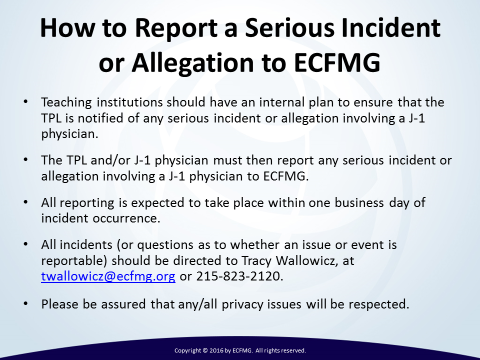 How to Report a Serious Incident
or Allegation to ECFMG
• Teaching institutions should have an internal plan to ensure that the
TPL is notified of any serious incident or allegation involving a J-1
physician.
• The TPL and/or J-1 physician must then report any serious incident or
allegation involving a J-1 physician to ECFMG.
• All reporting is expected to take place within one business day of
incident occurrence.
• All incidents (or questions as to whether an issue or event is
reportable) should be directed to Tracy Wallowicz, at
twallowicz@ecfmg.org or 215-823-2120.
• Please be assured that any/all privacy issues will be respected.
Copyright © 2016 by ECFMG. All rights reserved.